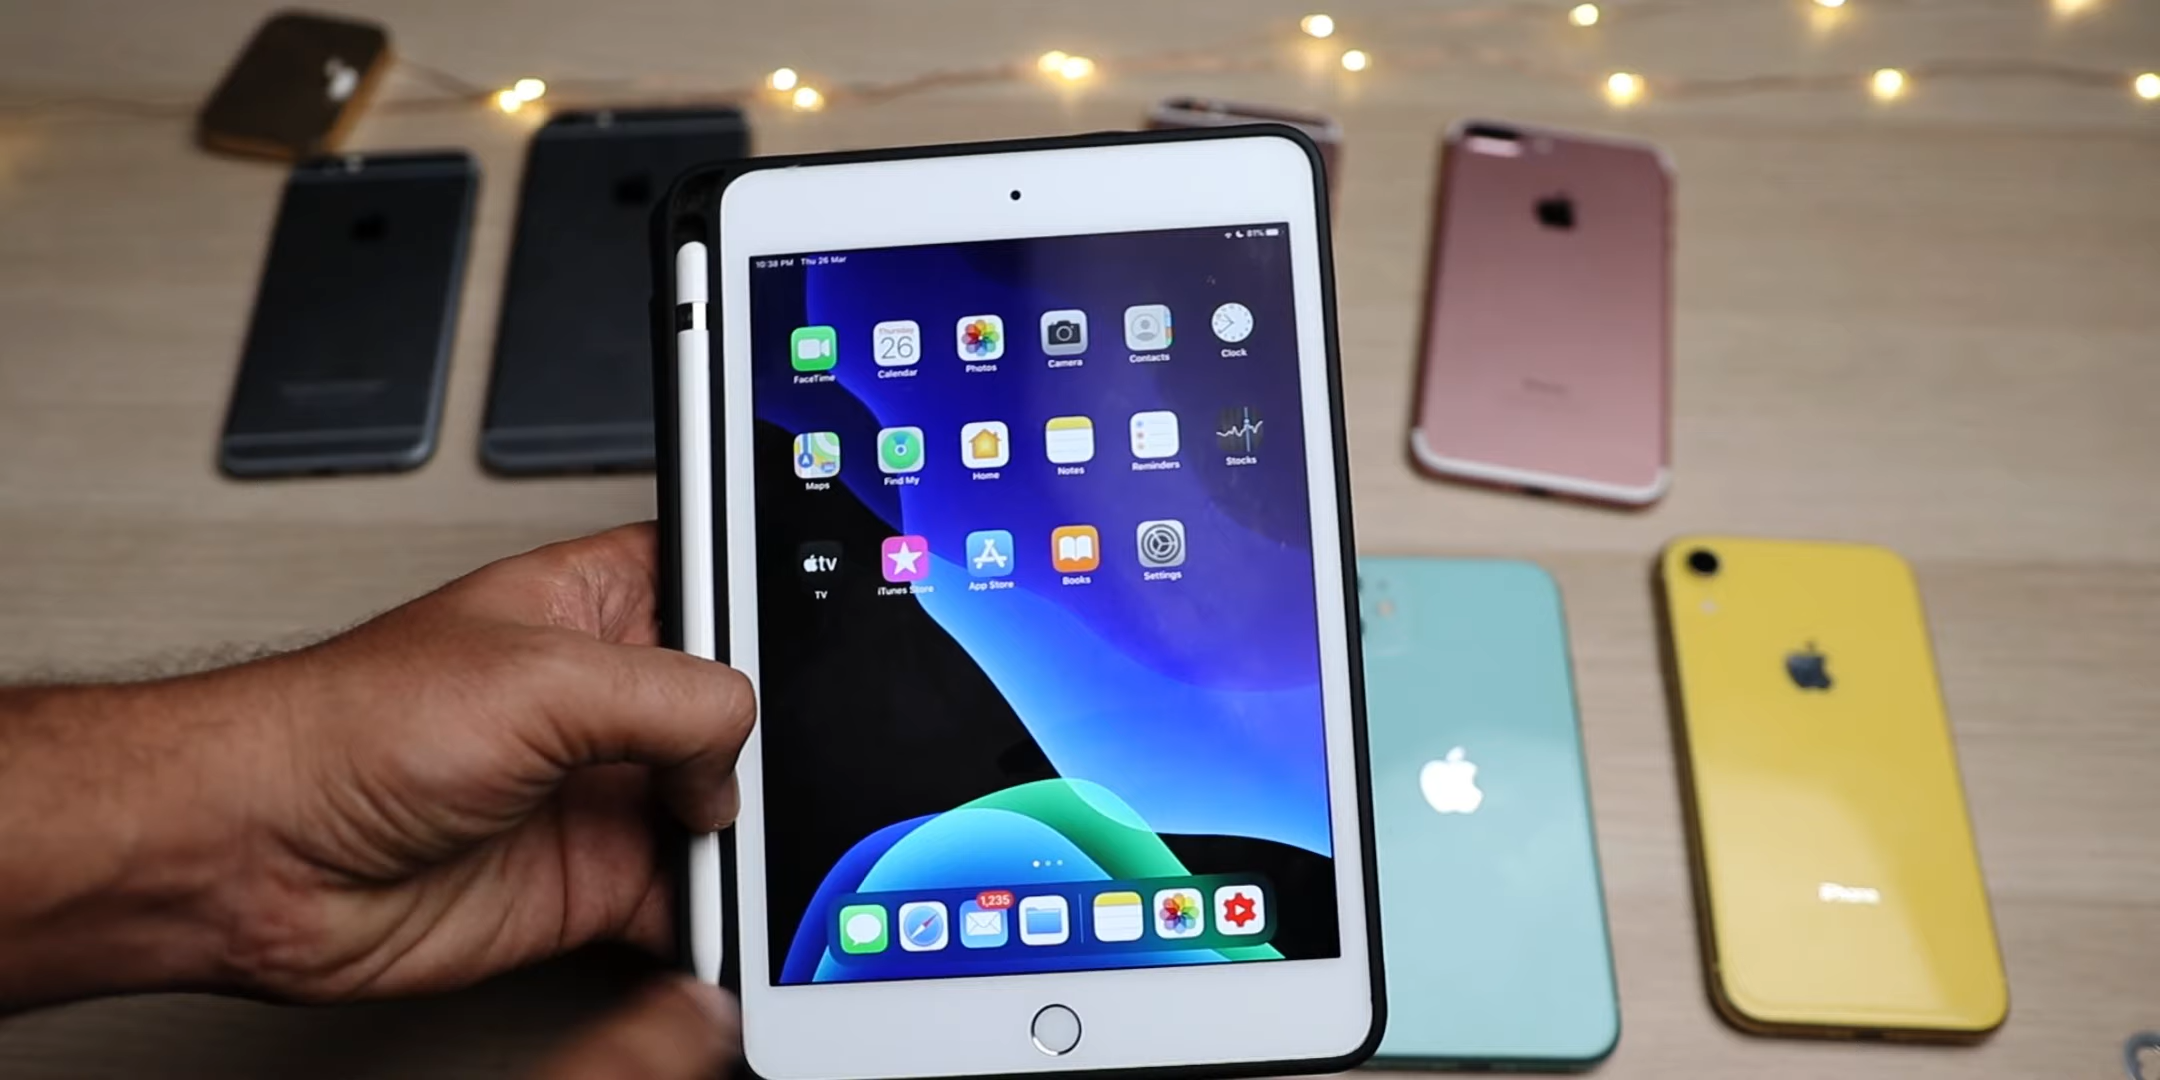 10:38 PM Thu 26 Mar
81%
Thursday
26
FaceTime
Calendar
Photos
Camera
Contacts
Clock
Maps
Find My
Home
Notes
Reminders
Stocks
tv
TV
iTunes Store
App Store
Books
Settings
1,235
iPhone